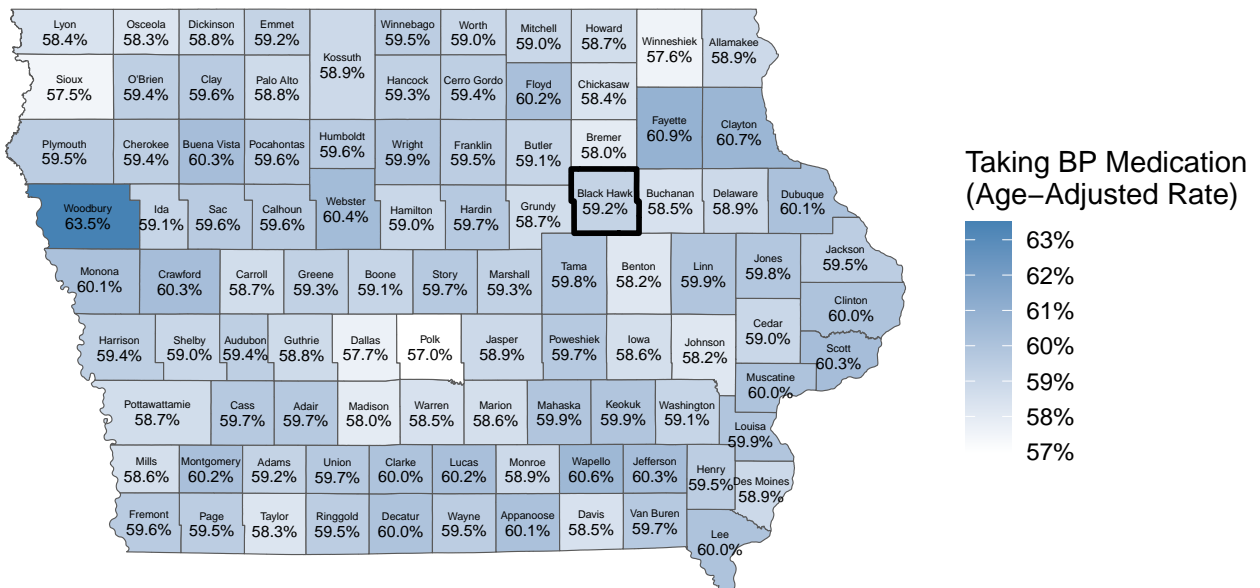 Lyon
58.4%
Osceola
58.3%
Dickinson
58.8%
Emmet
59.2%
Winnebago
59.5%
Worth
59.0%
Mitchell
59.0%
Howard
58.7%
Winneshiek
57.6%
Allamakee
58.9%
Kossuth
58.9%
Sioux
57.5%
O'Brien
59.4%
Clay
59.6%
Palo Alto
58.8%
Hancock
59.3%
Cerro Gordo
59.4%
Floyd
60.2%
Chickasaw
58.4%
Fayette
60.9%
Clayton
60.7%
Plymouth
59.5%
Cherokee
59.4%
Buena Vista
60.3%
Pocahontas
59.6%
Humboldt
59.6%
Wright
59.9%
Franklin
59.5%
Butler
59.1%
Bremer
58.0%
Woodbury
63.5%
Ida
59.1%
Sac
59.6%
Calhoun
59.6%
Webster
60.4%
Hamilton
59.0%
Hardin
59.7%
Grundy
58.7%
Black Hawk
59.2%
Buchanan
58.5%
Delaware
58.9%
Dubuque
60.1%
Monona
60.1%
Crawford
60.3%
Carroll
58.7%
Greene
59.3%
Boone
59.1%
Story
59.7%
Marshall
59.3%
Tama
59.8%
Benton
58.2%
Linn
59.9%
Jones
59.8%
Jackson
59.5%
Clinton
60.0%
Harrison
59.4%
Shelby
59.0%
Audubon
59.4%
Guthrie
58.8%
Dallas
57.7%
Polk
57.0%
Jasper
58.9%
Poweshiek
59.7%
Iowa
58.6%
Johnson
58.2%
Cedar
59.0%
Scott
60.3%
Muscatine
60.0%
Pottawattamie
58.7%
Cass
59.7%
Adair
59.7%
Madison
58.0%
Warren
58.5%
Marion
58.6%
Mahaska
59.9%
Keokuk
59.9%
Washington
59.1%
Louisa
59.9%
Mills
58.6%
Montgomery
60.2%
Adams
59.2%
Union
59.7%
Clarke
60.0%
Lucas
60.2%
Monroe
58.9%
Wapello
60.6%
Jefferson
60.3%
Henry
59.5%
Des Moines
58.9%
Fremont
59.6%
Page
59.5%
Taylor
58.3%
Ringgold
59.5%
Decatur
60.0%
Wayne
59.5%
Appanoose
60.1%
Davis
58.5%
Van Buren
59.7%
Lee
60.0%
Taking BP Medication
(Age−Adjusted Rate)
63%
62%
61%
60%
59%
58%
57%